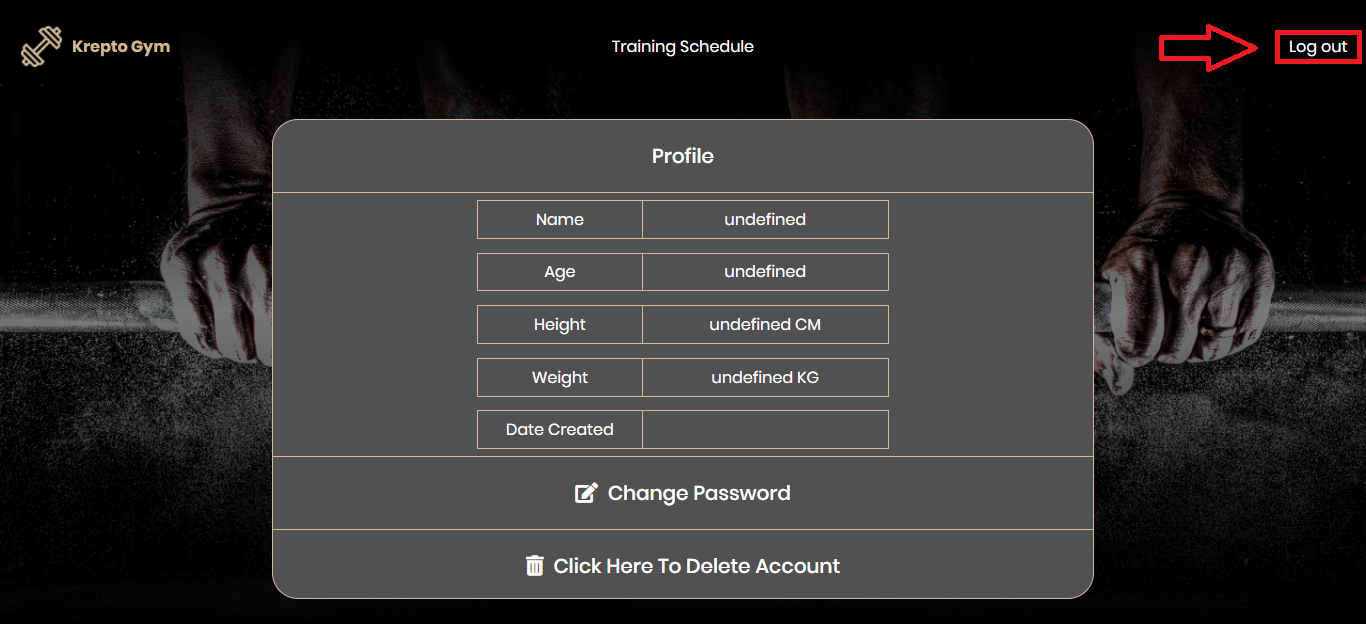 Krepto Gym
Training Schedule
Log out
Profile
Name undefined
Age undefined
Height undefined CM
Weight undefined KG
Date Created
Change Password
Click Here To Delete Account